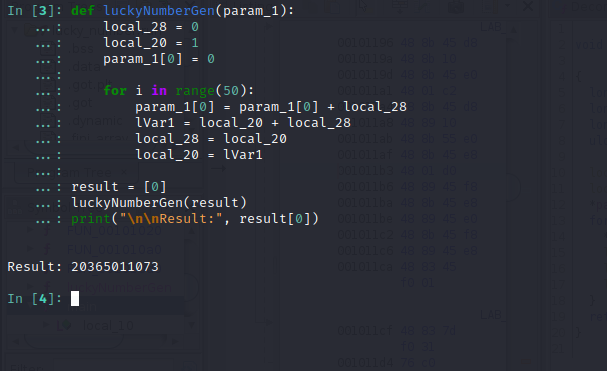 In [3]: def luckyNumberGen(param_1):
   ...:     local_28 = 0
   ...:     local_20 = 1
   ...:     param_1[0] = 0
   ...:
   ...:     for i in range(50):
   ...:         param_1[0] = param_1[0] + local_28
   ...:         lVar1 = local_20 + local_28
   ...:         local_28 = local_20
   ...:         local_20 = lVar1
   ...:
   ...: result = [0]
   ...: luckyNumberGen(result)
   ...: print("\n\nResult:", result[0])
Result: 20365011073
In [4]: